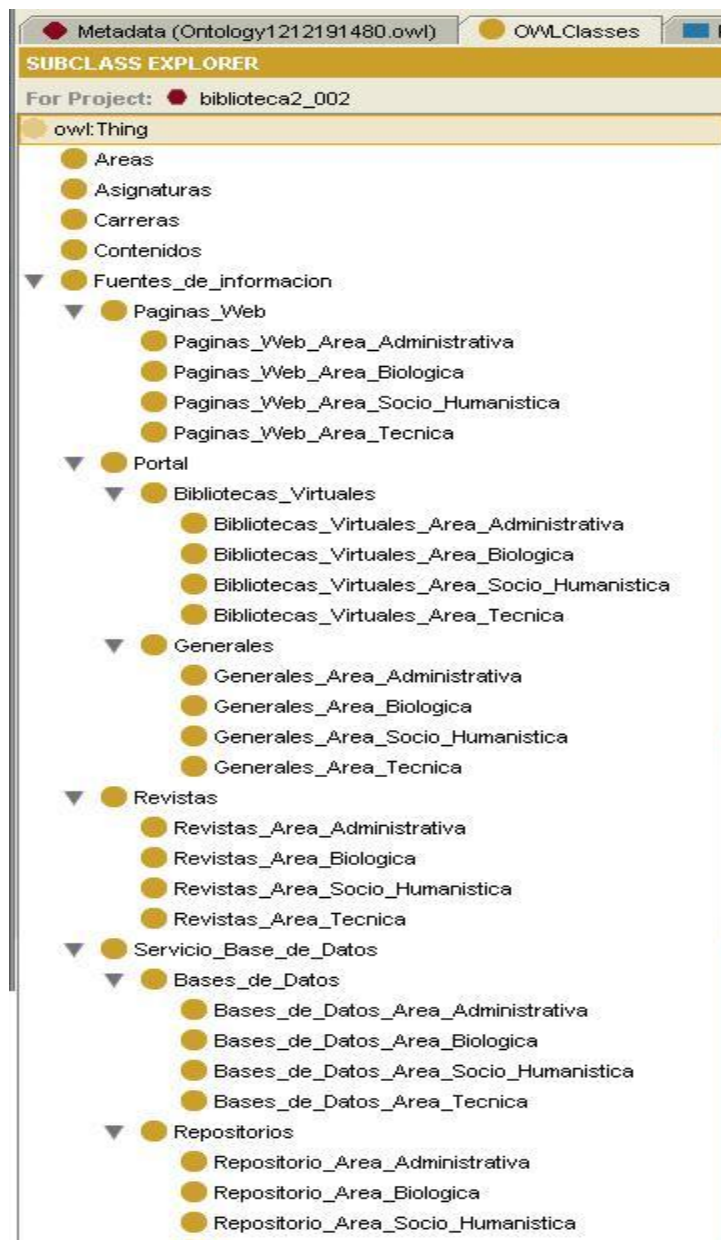 Metadata (Ontology1212191480.owl) OWLClasses
SUBCLASS EXPLORER
For Project: biblioteca2_002
owl:Thing
Areas
Asignaturas
Carreras
Contenidos
Fuentes_de_informacion
Paginas_Web
Paginas_Web_Area_Administrativa
Paginas_Web_Area_Biologica
Paginas_Web_Area_Socio_Humanistica
Paginas_Web_Area_Tecnica
Portal
Bibliotecas_Virtuales
Bibliotecas_Virtuales_Area_Administrativa
Bibliotecas_Virtuales_Area_Biologica
Bibliotecas_Virtuales_Area_Socio_Humanistica
Bibliotecas_Virtuales_Area_Tecnica
Generales
Generales_Area_Administrativa
Generales_Area_Biologica
Generales_Area_Socio_Humanistica
Generales_Area_Tecnica
Revistas
Revistas_Area_Administrativa
Revistas_Area_Biologica
Revistas_Area_Socio_Humanistica
Revistas_Area_Tecnica
Servicio_Base_de_Datos
Bases_de_Datos
Bases_de_Datos_Area_Administrativa
Bases_de_Datos_Area_Biologica
Bases_de_Datos_Area_Socio_Humanistica
Bases_de_Datos_Area_Tecnica
Repositorios
Repositorio_Area_Administrativa
Repositorio_Area_Biologica
Repositorio_Area_Socio_Humanistica